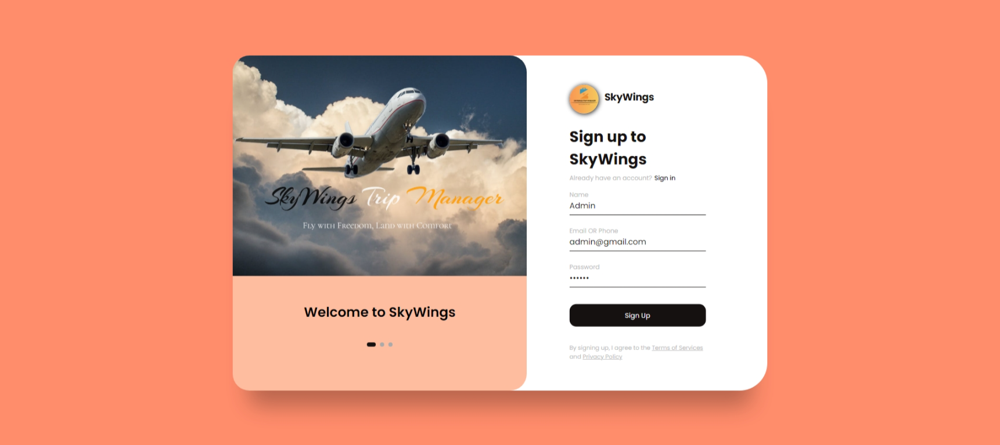 SkyWings Trip Manager
Fly with Freedom, Land with Comfort
Welcome to SkyWings
SkyWings
Sign up to
SkyWings
Already have an account? Sign in
Name
Admin
Email OR Phone
admin@gmail.com
Password
••••••
Sign Up
By signing up, I agree to the Terms of Services
and Privacy Policy